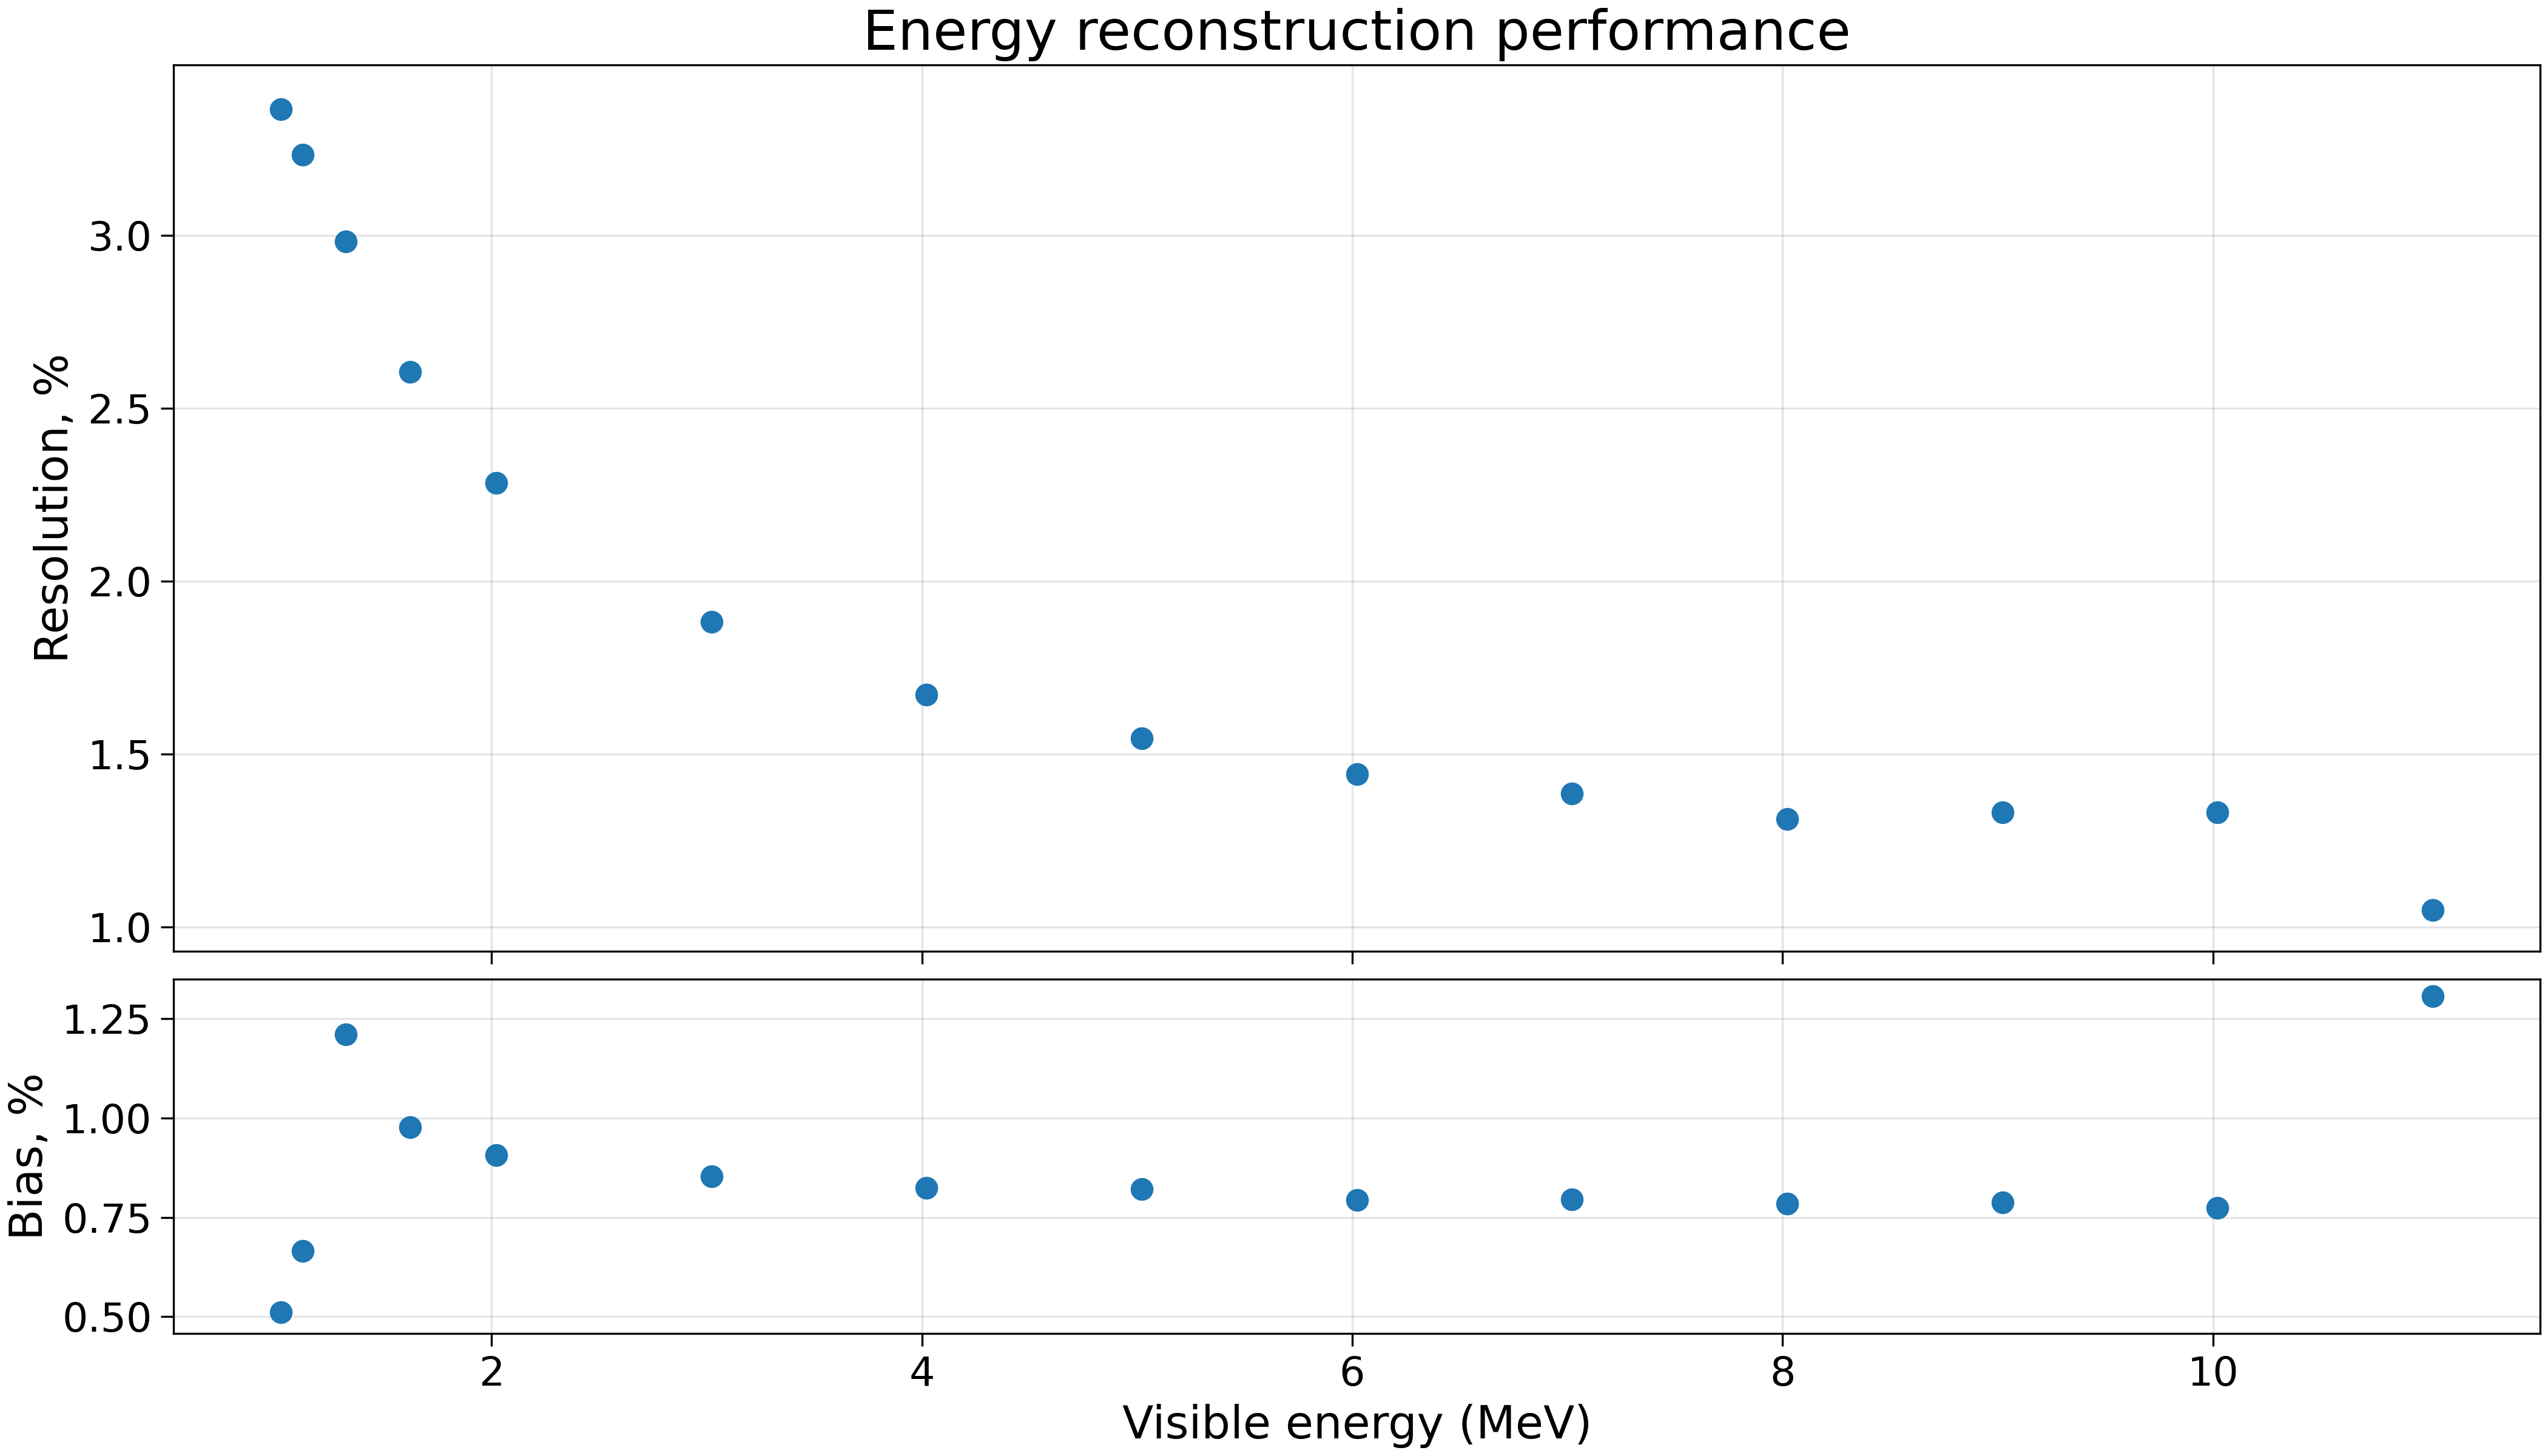 Energy reconstruction performance
Resolution, %
3.0
2.5
2.0
1.5
1.0
Bias, %
1.25
1.00
0.75
0.50
2 4 6 8 10
Visible energy (MeV)